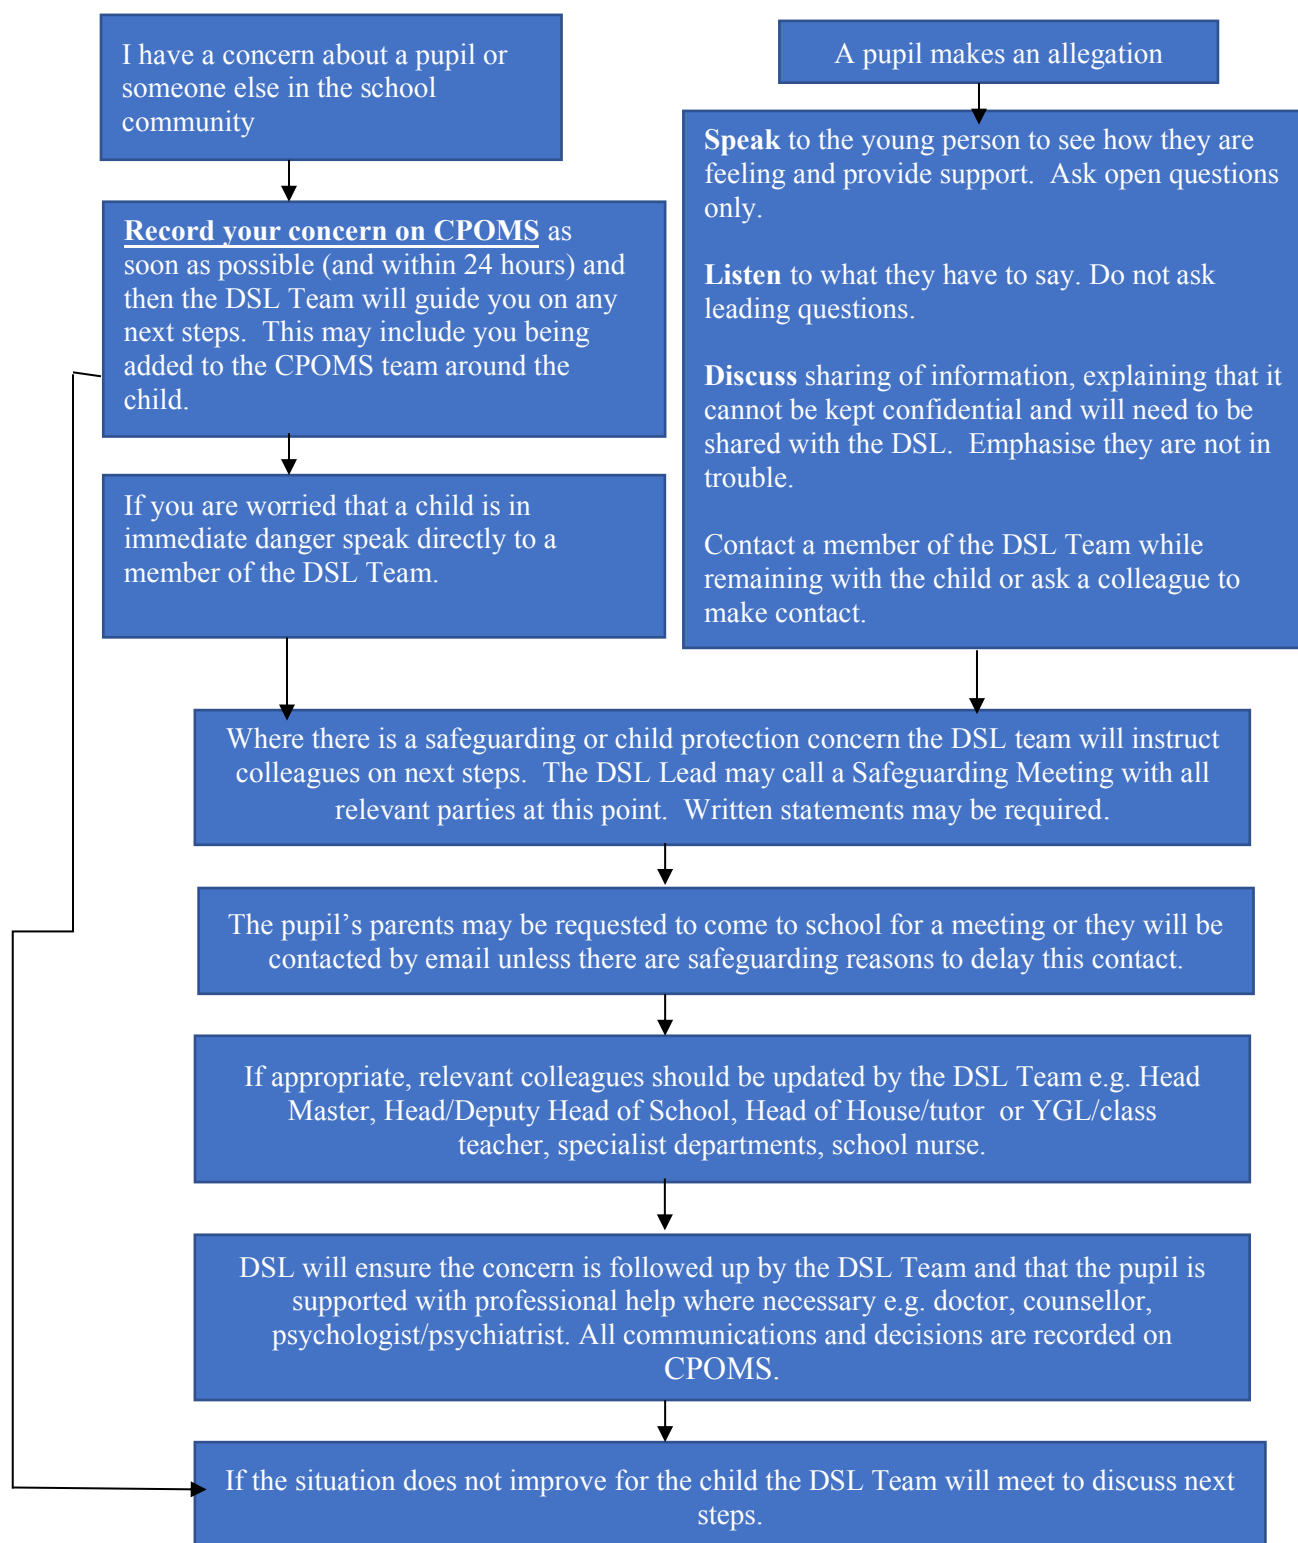 I have a concern about a pupil or
someone else in the school
community
Record your concern on CPOMS as
soon as possible (and within 24 hours) and
then the DSL Team will guide you on any
next steps.  This may include you being
added to the CPOMS team around the
child.
If you are worried that a child is in
immediate danger speak directly to a
member of the DSL Team.
A pupil makes an allegation
Speak to the young person to see how they are
feeling and provide support.  Ask open questions
only.
Listen to what they have to say. Do not ask
leading questions.
Discuss sharing of information, explaining that it
cannot be kept confidential and will need to be
shared with the DSL.  Emphasise they are not in
trouble.
Contact a member of the DSL Team while
remaining with the child or ask a colleague to
make contact.
Where there is a safeguarding or child protection concern the DSL team will instruct
colleagues on next steps.  The DSL Lead may call a Safeguarding Meeting with all
relevant parties at this point.  Written statements may be required.
The pupil’s parents may be requested to come to school for a meeting or they will be
contacted by email unless there are safeguarding reasons to delay this contact.
If appropriate, relevant colleagues should be updated by the DSL Team e.g. Head
Master, Head/Deputy Head of School, Head of House/tutor  or YGL/class
teacher, specialist departments, school nurse.
DSL will ensure the concern is followed up by the DSL Team and that the pupil is
supported with professional help where necessary e.g. doctor, counsellor,
psychologist/psychiatrist. All communications and decisions are recorded on
CPOMS.
If the situation does not improve for the child the DSL Team will meet to discuss next
steps.